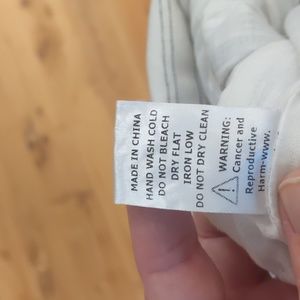 MADE IN CHINA
HAND WASH COLD
DO NOT BLEACH
DRY FLAT
IRON LOW
DO NOT DRY CLEAN
WARNING:
Cancer and
Reproductive
Harm-www.